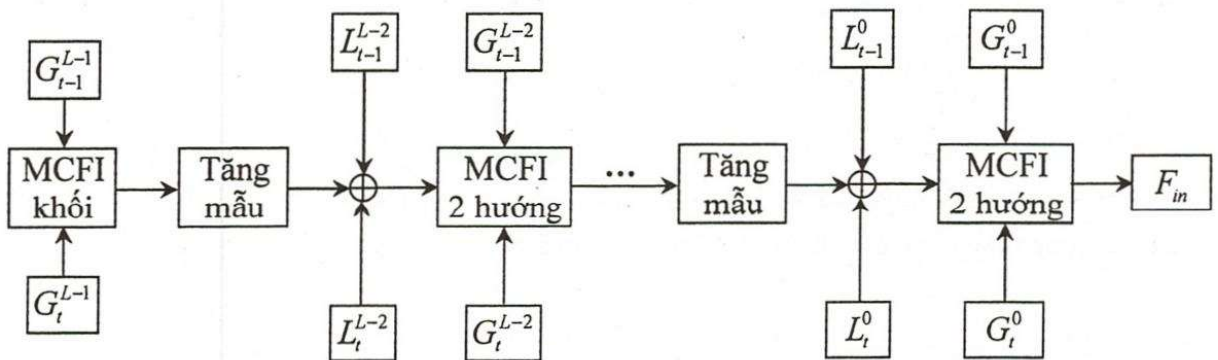 L_{t-1}^{L-2}
G_{t-1}^{L-2}
L_{t-1}^{0}
G_{t-1}^{0}
G_{t-1}^{L-1}
MCFI
khối
Tăng
mẫu
MCFI
2 hướng
...
Tăng
mẫu
MCFI
2 hướng
F_{in}
G_{t}^{L-1}
L_{t}^{L-2}
G_{t}^{L-2}
L_{t}^{0}
G_{t}^{0}